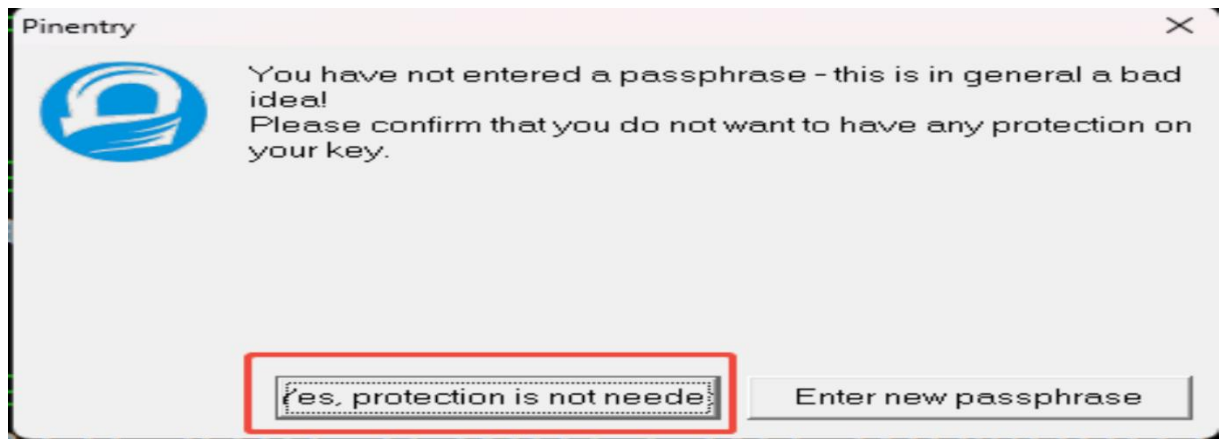 Pinentry
You have not entered a passphrase - this is in general a bad
idea!
Please confirm that you do not want to have any protection on
your key.
Yes, protection is not neede
Enter new passphrase